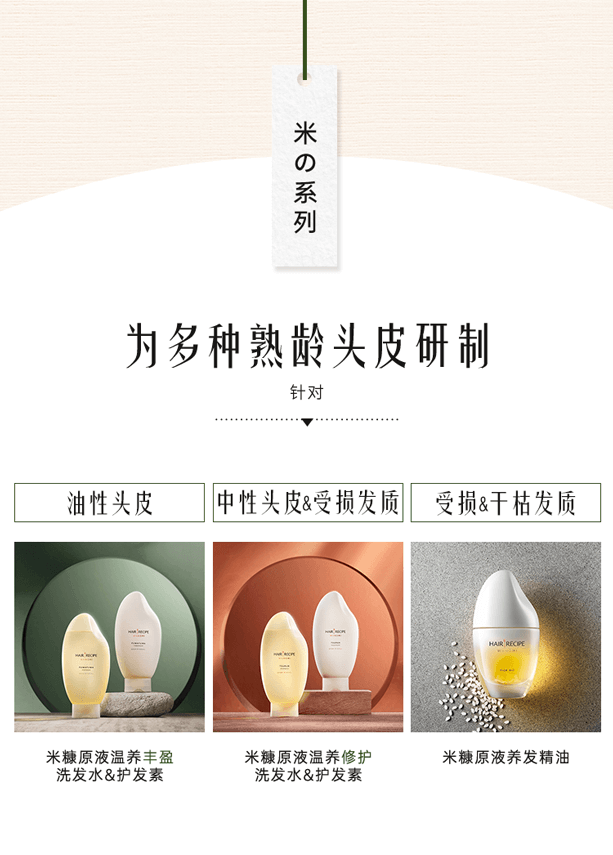 米の系列
为多种熟龄头皮研制
针对
油性头皮
中性头皮&受损发质
受损&干枯发质
HAIR RECIPE
HAIR RECIPE
HAIR RECIPE
HAIR RECIPE
HAIR RECIPE
米糠原液温养丰盈
洗发水&护发素
米糠原液温养修护
洗发水&护发素
米糠原液养发精油